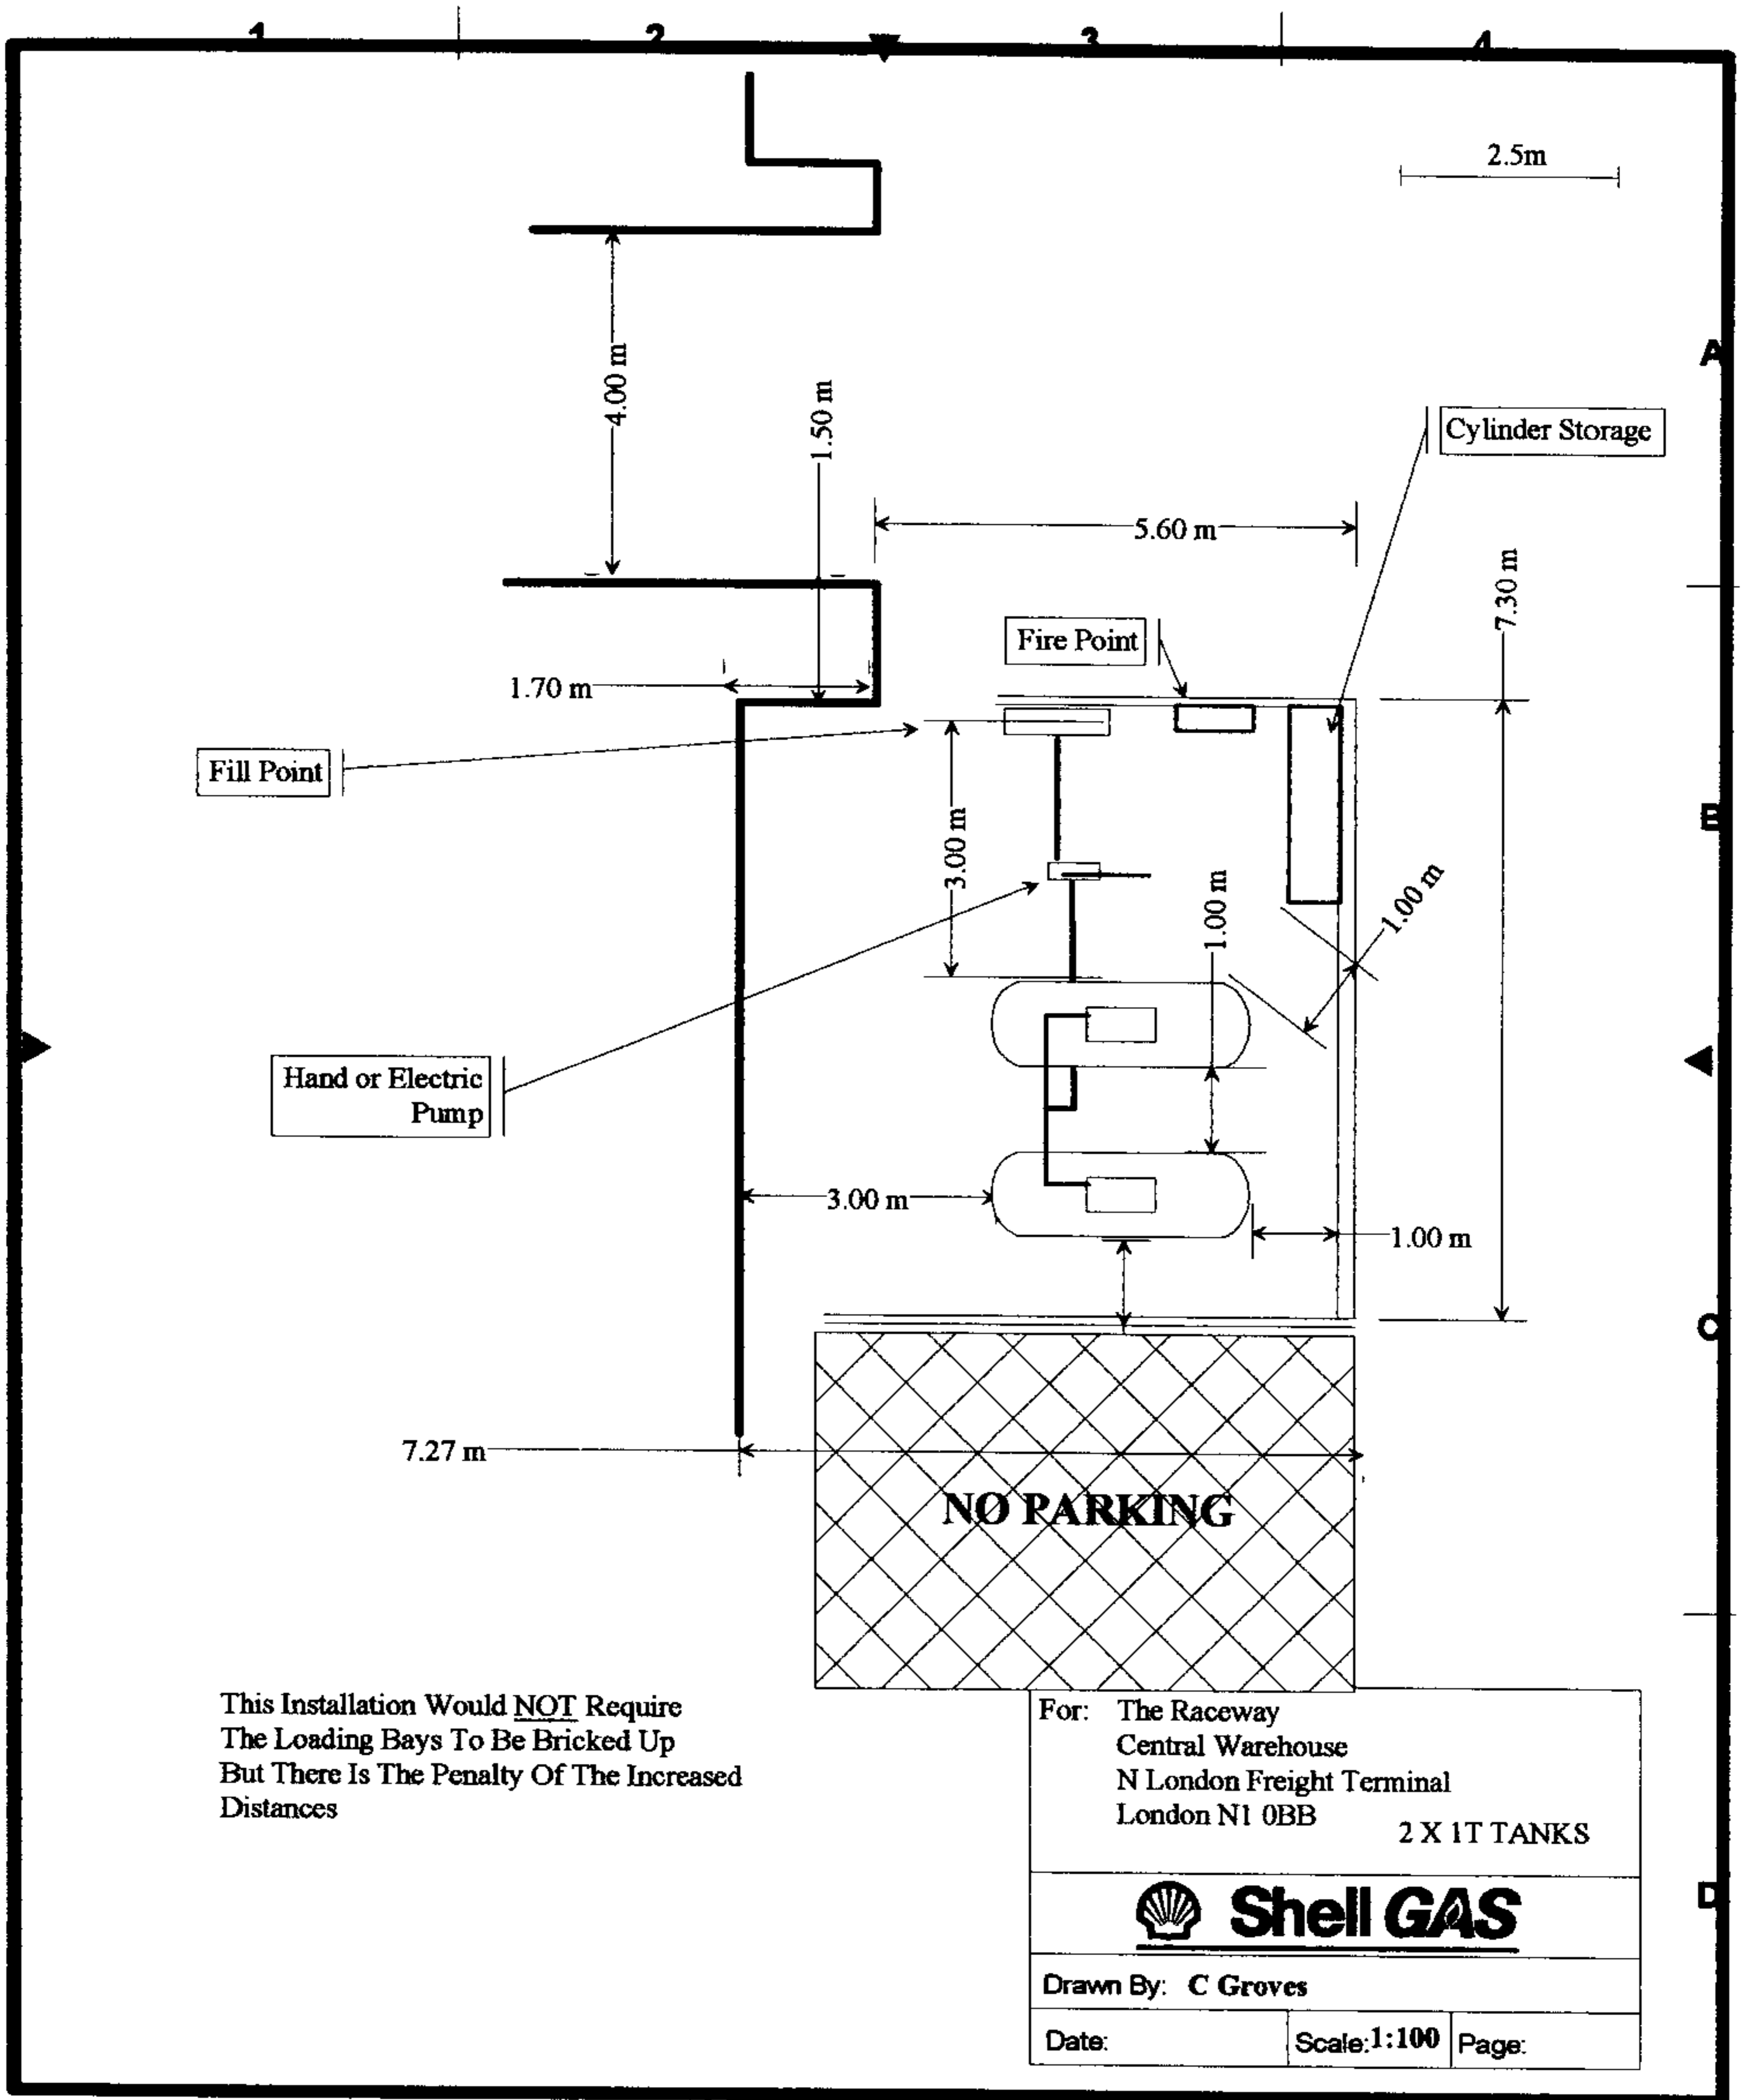 1 2 3 4
2.5m
A
4.00 m
1.50 m
Cylinder Storage
5.60 m
7.30 m
Fire Point
1.70 m
Fill Point
B
3.00 m
1.00 m
1.00 m
Hand or Electric
Pump
3.00 m
1.00 m
C
7.27 m
NO PARKING
This Installation Would NOT Require
The Loading Bays To Be Bricked Up
But There Is The Penalty Of The Increased
Distances
For: The Raceway
Central Warehouse
N London Freight Terminal
London N1 0BB
2 X 1T TANKS
D
Shell GAS
Drawn By: C Groves
Date: Scale:1:100 Page: